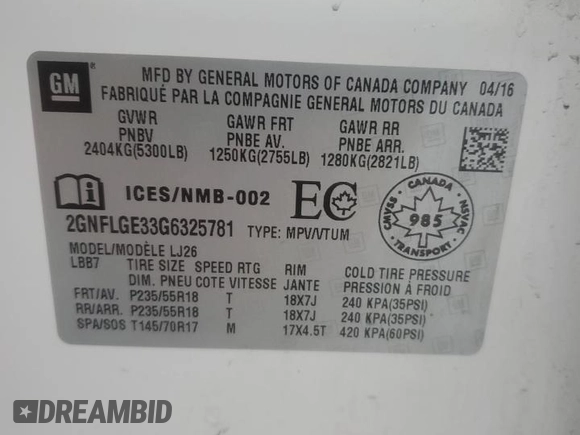 GM
MFD BY GENERAL MOTORS OF CANADA COMPANY 04/16
FABRIQUÉ PAR LA COMPAGNIE GENERAL MOTORS DU CANADA
GVWR GAWR FRT GAWR RR
PNBV PNBE AV. PNBE ARR.
2404KG(5300LB) 1250KG(2755LB) 1280KG(2821LB)
ICES/NMB-002 EC
CANADA CMVSS NSVAC 985 TRANSPORT
2GNFLGE33G6325781 TYPE: MPV/VTUM
MODEL/MODÈLE LJ26
LBB7 TIRE SIZE SPEED RTG RIM COLD TIRE PRESSURE
DIM. PNEU COTE VITESSE JANTE PRESSION À FROID
FRT/AV. P235/55R18 T 18X7J 240 KPA(35PSI)
RR/ARR. P235/55R18 T 18X7J 240 KPA(35PSI)
SPA/SOS T145/70R17 M 17X4.5T 420 KPA(60PSI)
DREAMBID